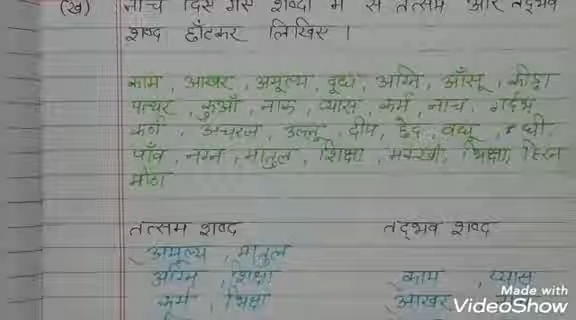 (ख) नीचे दिए गए शब्दों में से तत्सम और तद्भव
शब्द छाँटकर लिखिए ।
काम , आखर , अमूल्य , दूध , अग्नि , आँसू , कीड़ा
पत्थर , कुआँ , नाक , प्यास , कर्म , नाच , गर्दभ
कर्ण , अचरज , उल्लू , दीप , छेद , वधू , घी
पाँव , नग्न , मातुल , शिक्षा , मक्खी , भिक्षा , हिरन
मीठा
तत्सम शब्द तद्भव शब्द
अमूल्य , मातुल
अग्नि , शिक्षा काम , प्यास
कर्म , भिक्षा आखर
Made with
VideoShow